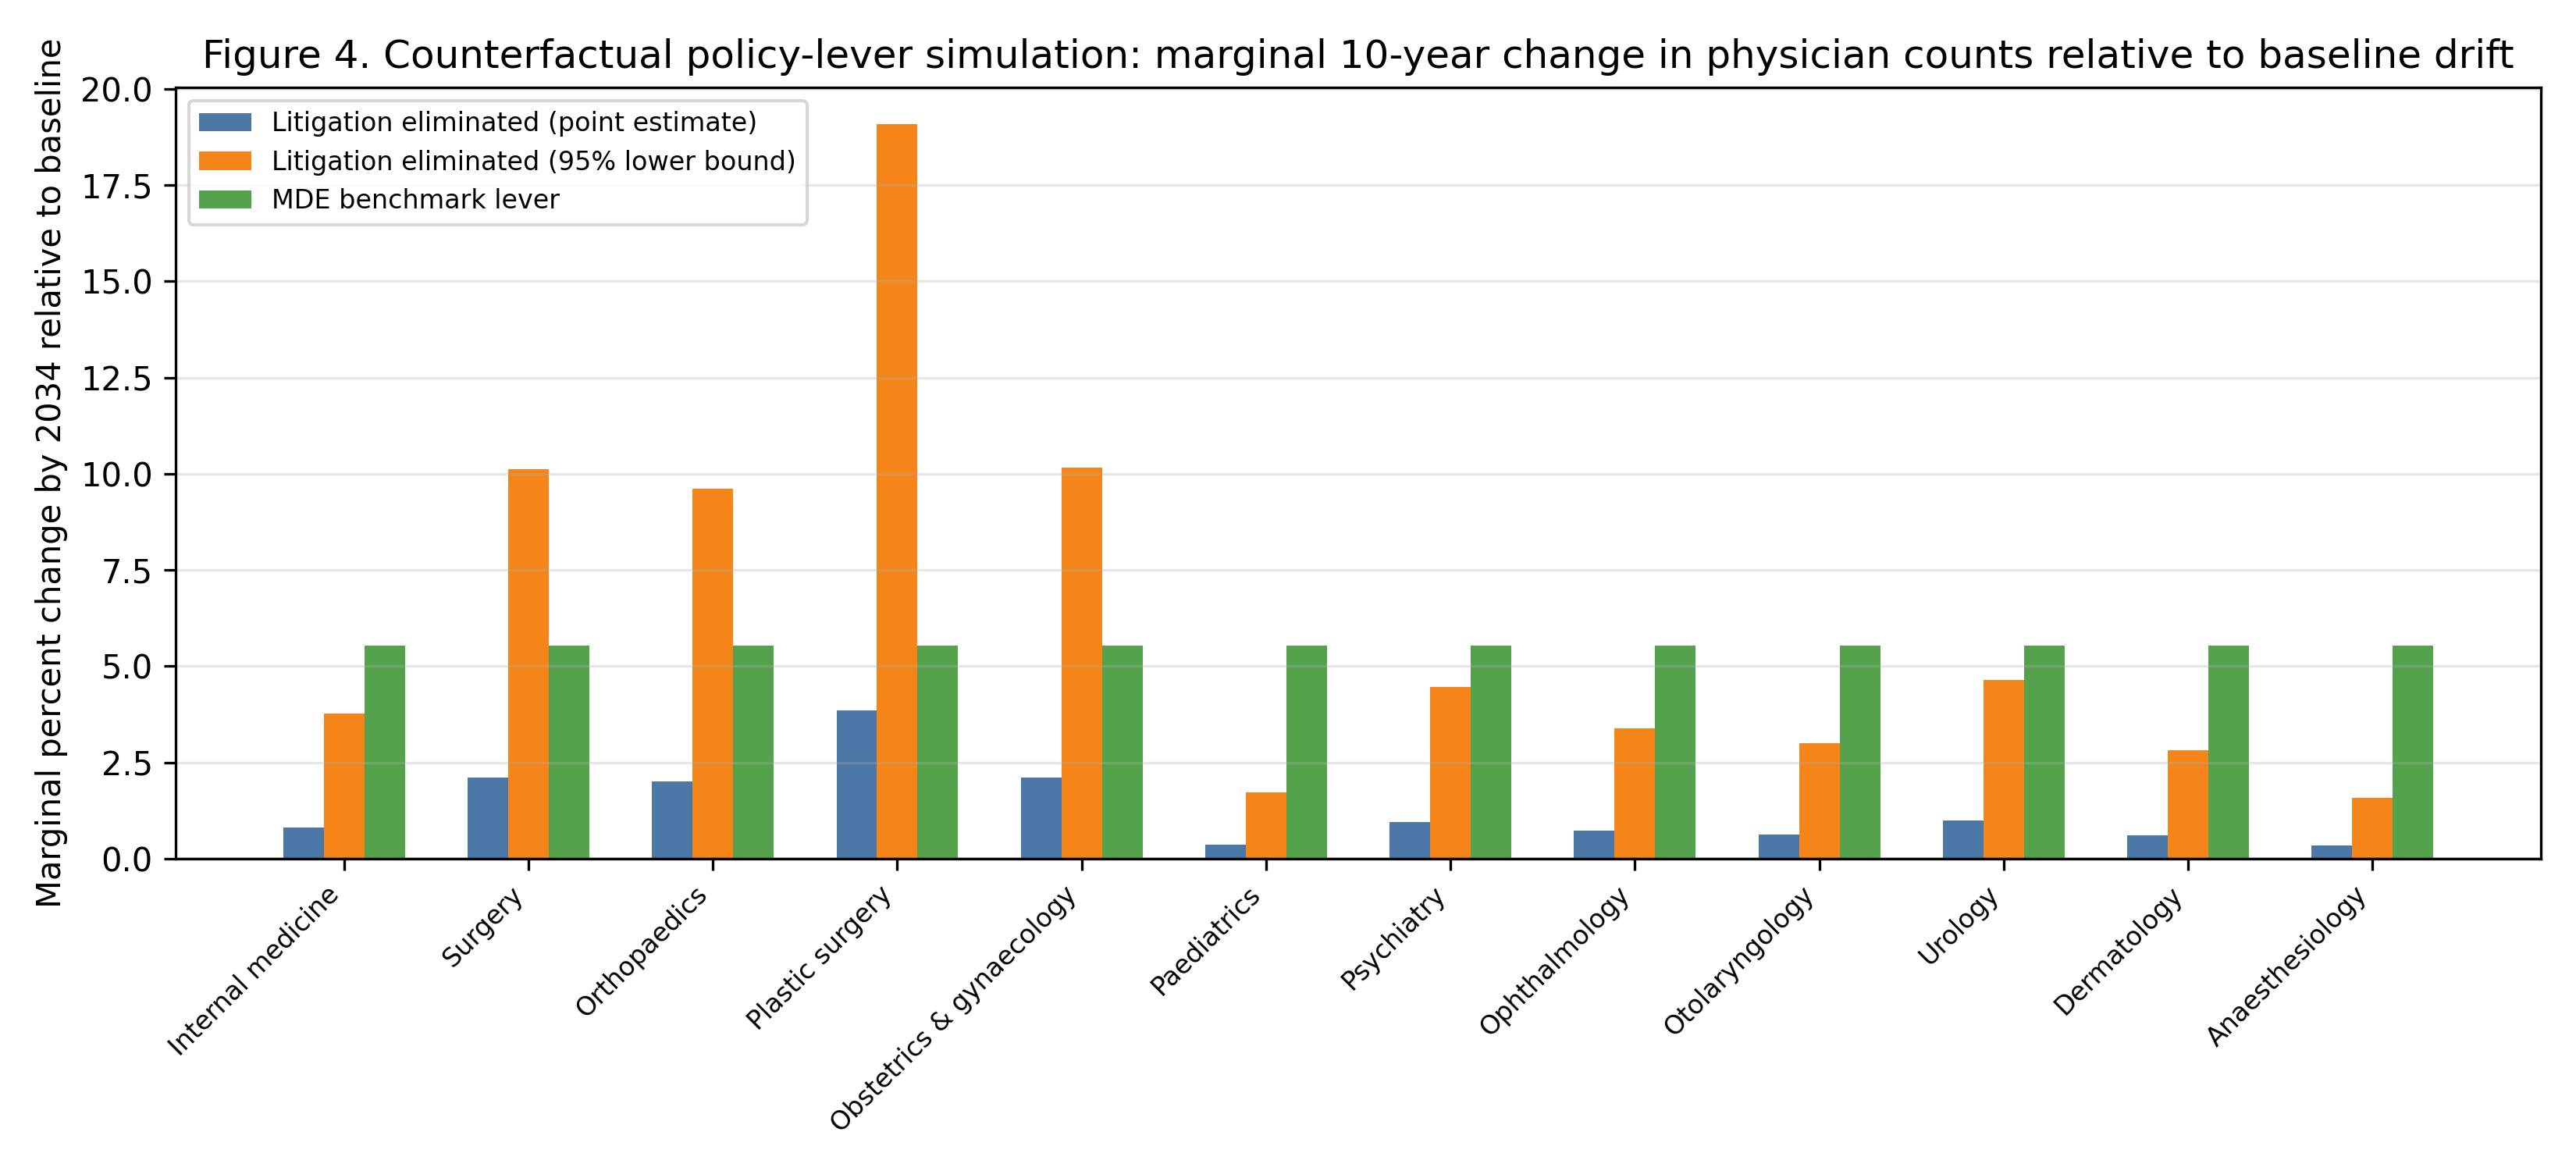 Figure 4. Counterfactual policy-lever simulation: marginal 10-year change in physician counts relative to baseline drift
Marginal percent change by 2034 relative to baseline
20.0
17.5
15.0
12.5
10.0
7.5
5.0
2.5
0.0
Litigation eliminated (point estimate)
Litigation eliminated (95% lower bound)
MDE benchmark lever
Internal medicine
Surgery
Orthopaedics
Plastic surgery
Obstetrics & gynaecology
Paediatrics
Psychiatry
Ophthalmology
Otolaryngology
Urology
Dermatology
Anaesthesiology